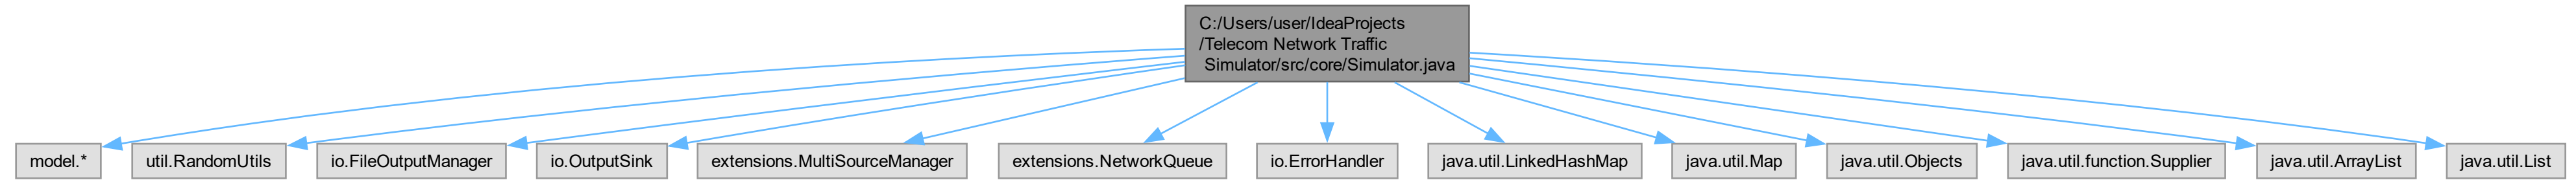 C:/Users/user/IdeaProjects
/Telecom Network Traffic
Simulator/src/core/Simulator.java
model.*
util.RandomUtils
io.FileOutputManager
io.OutputSink
extensions.MultiSourceManager
extensions.NetworkQueue
io.ErrorHandler
java.util.LinkedHashMap
java.util.Map
java.util.Objects
java.util.function.Supplier
java.util.ArrayList
java.util.List